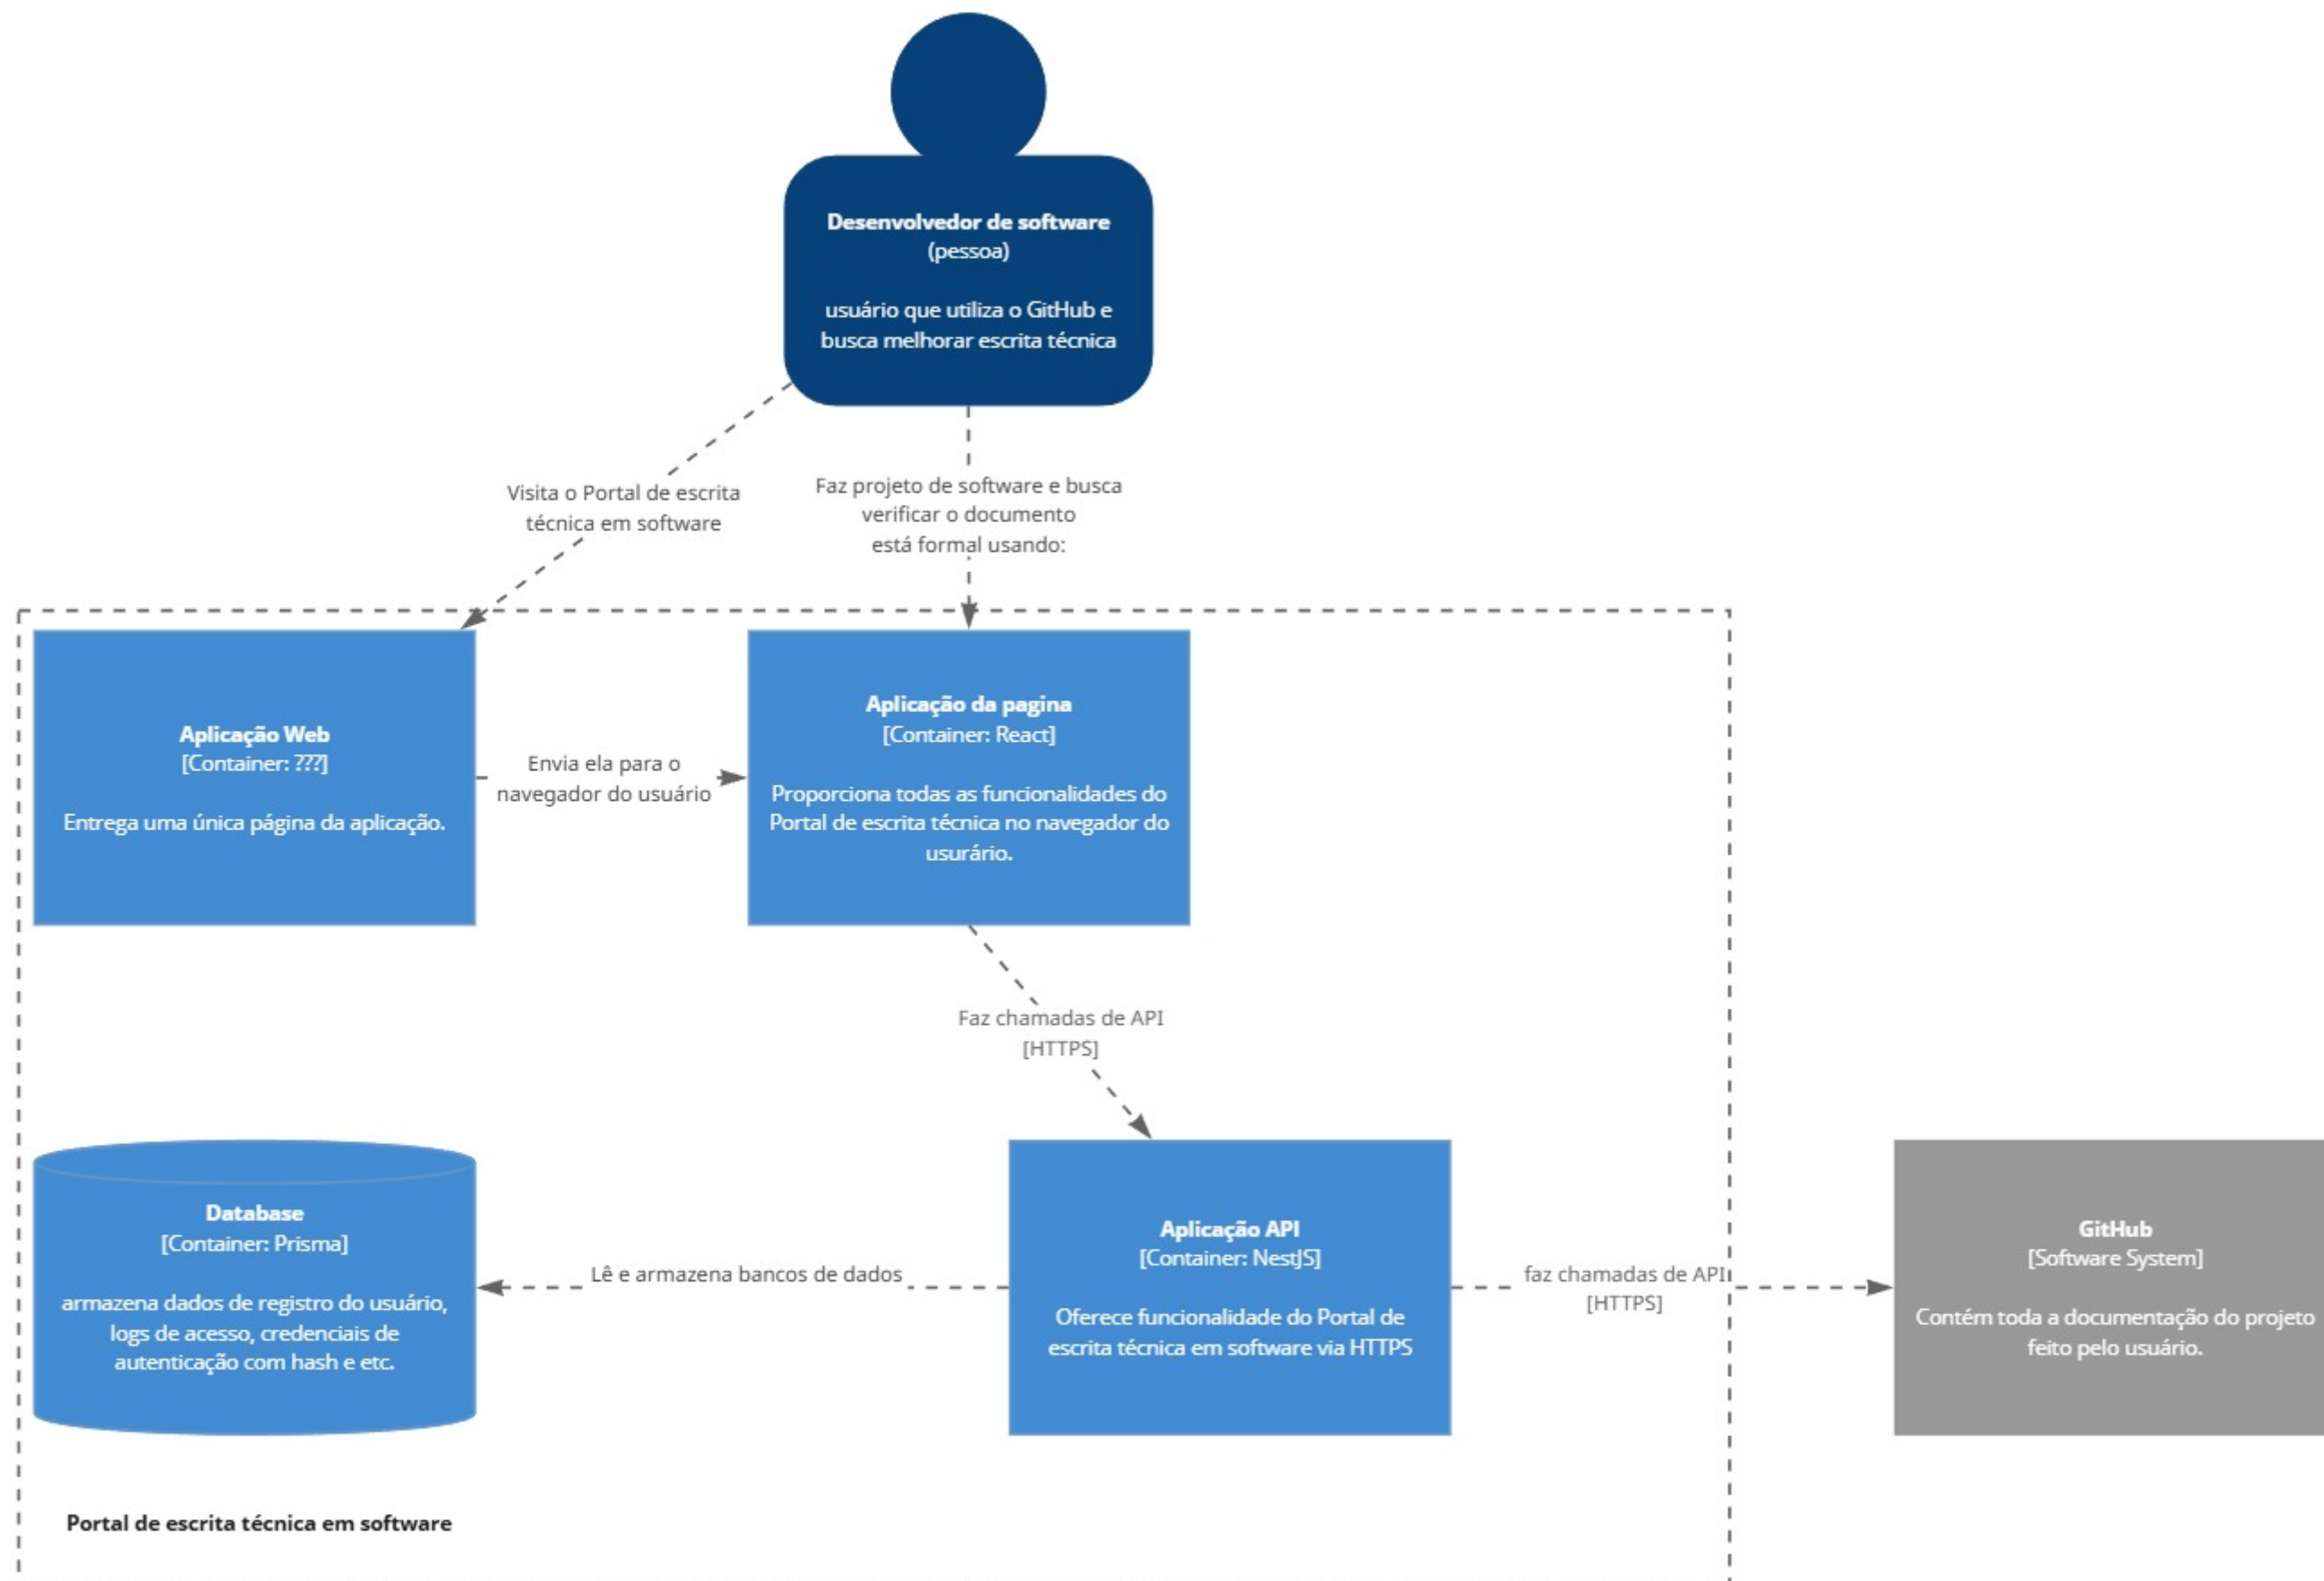 Desenvolvedor de software
(pessoa)
usuário que utiliza o GitHub e
busca melhorar escrita técnica
Visita o Portal de escrita
técnica em software
Faz projeto de software e busca
verificar o documento
está formal usando:
Aplicação Web
[Container: ???]
Entrega uma única página da aplicação.
Envia ela para o
navegador do usuário
Aplicação da pagina
[Container: React]
Proporciona todas as funcionalidades do
Portal de escrita técnica no navegador do
usurário.
Faz chamadas de API
[HTTPS]
Database
[Container: Prisma]
armazena dados de registro do usuário,
logs de acesso, credenciais de
autenticação com hash e etc.
Lê e armazena bancos de dados
Aplicação API
[Container: NestJS]
Oferece funcionalidade do Portal de
escrita técnica em software via HTTPS
faz chamadas de API
[HTTPS]
GitHub
[Software System]
Contém toda a documentação do projeto
feito pelo usuário.
Portal de escrita técnica em software